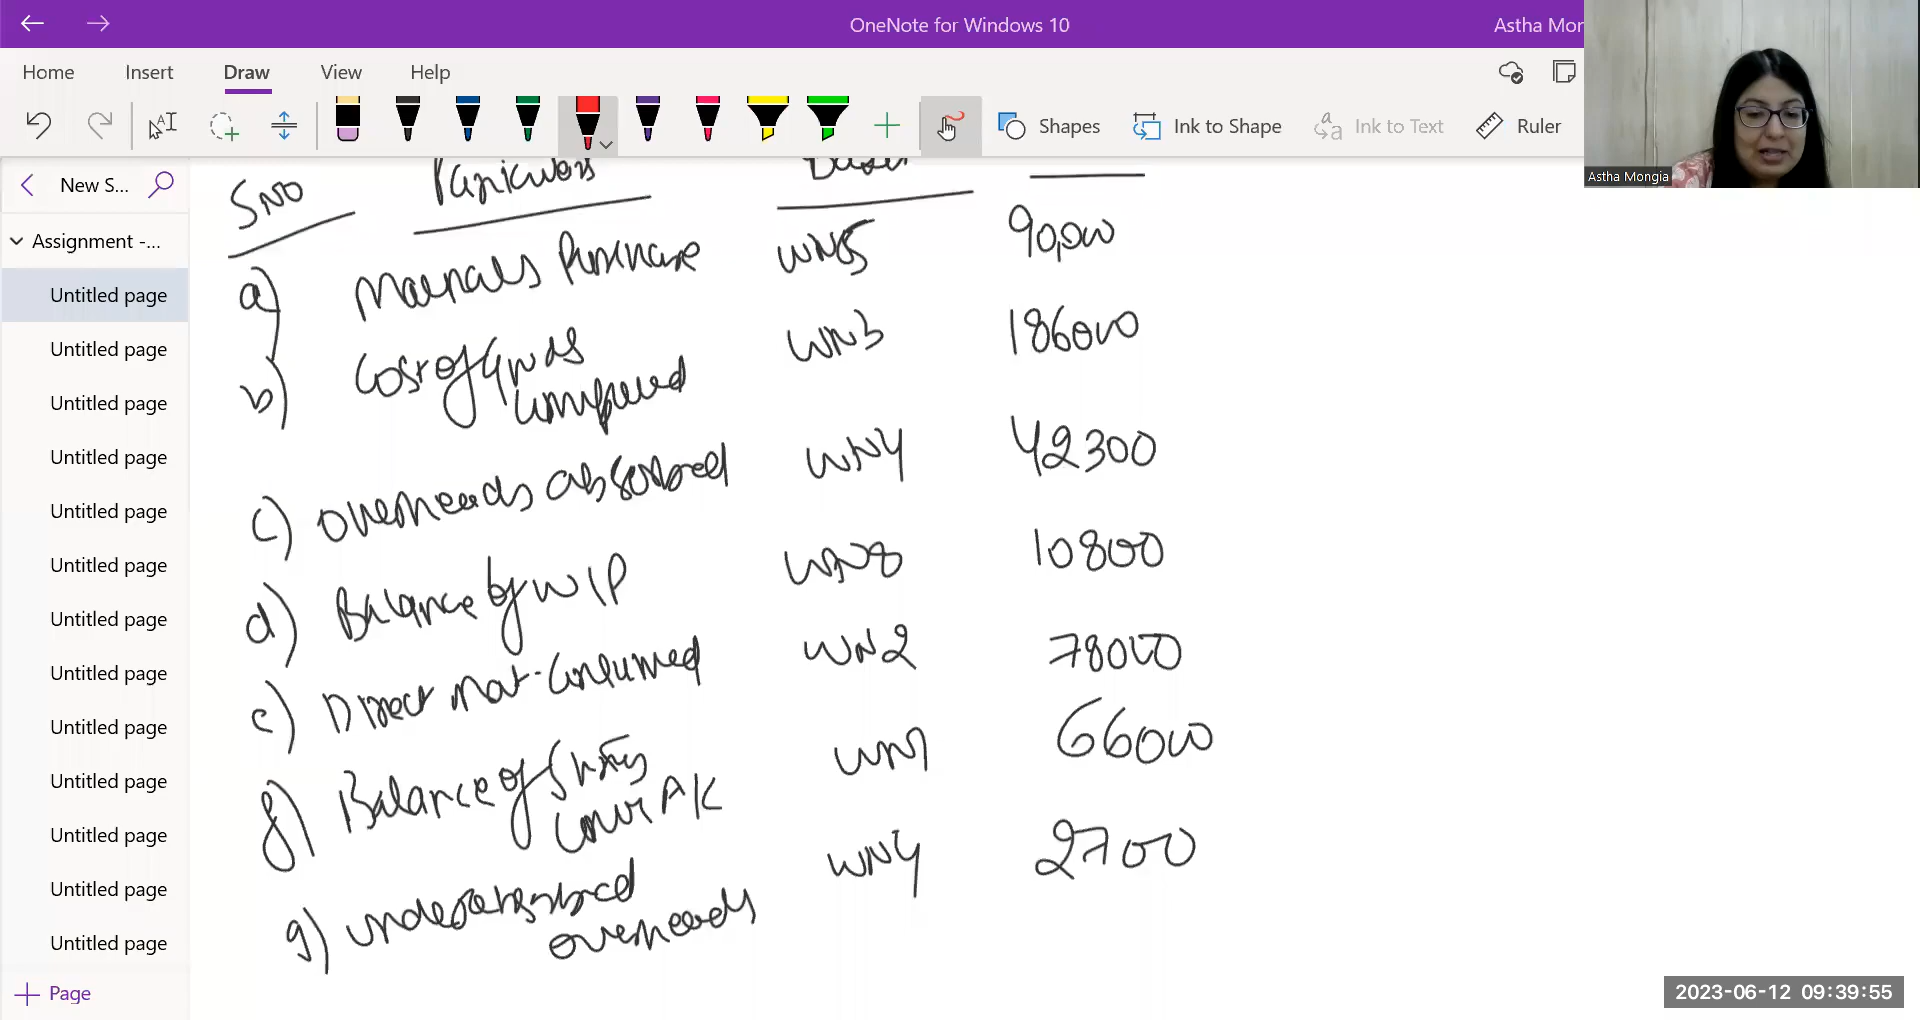 OneNote for Windows 10
Astha Mor
Home Insert Draw View Help
Shapes Ink to Shape Ink to Text Ruler
New S...
Astha Mongia
Assignment -...
Untitled page
Untitled page
Untitled page
Untitled page
Untitled page
Untitled page
Untitled page
Untitled page
Untitled page
Untitled page
Untitled page
Untitled page
Untitled page
Page
SNO Particulars
a) Materials Purchase WN5 90,000
b) Cost of Goods WN3 186000
c) overheads absorbed WN4 42300
d) Balance of WIP WN8 10800
e) Direct Mat. Consumed WN2 78000
f) Balance of Stores WN1 66000
g) underabsorbed WN4 2700
overheads
2023-06-12 09:39:55